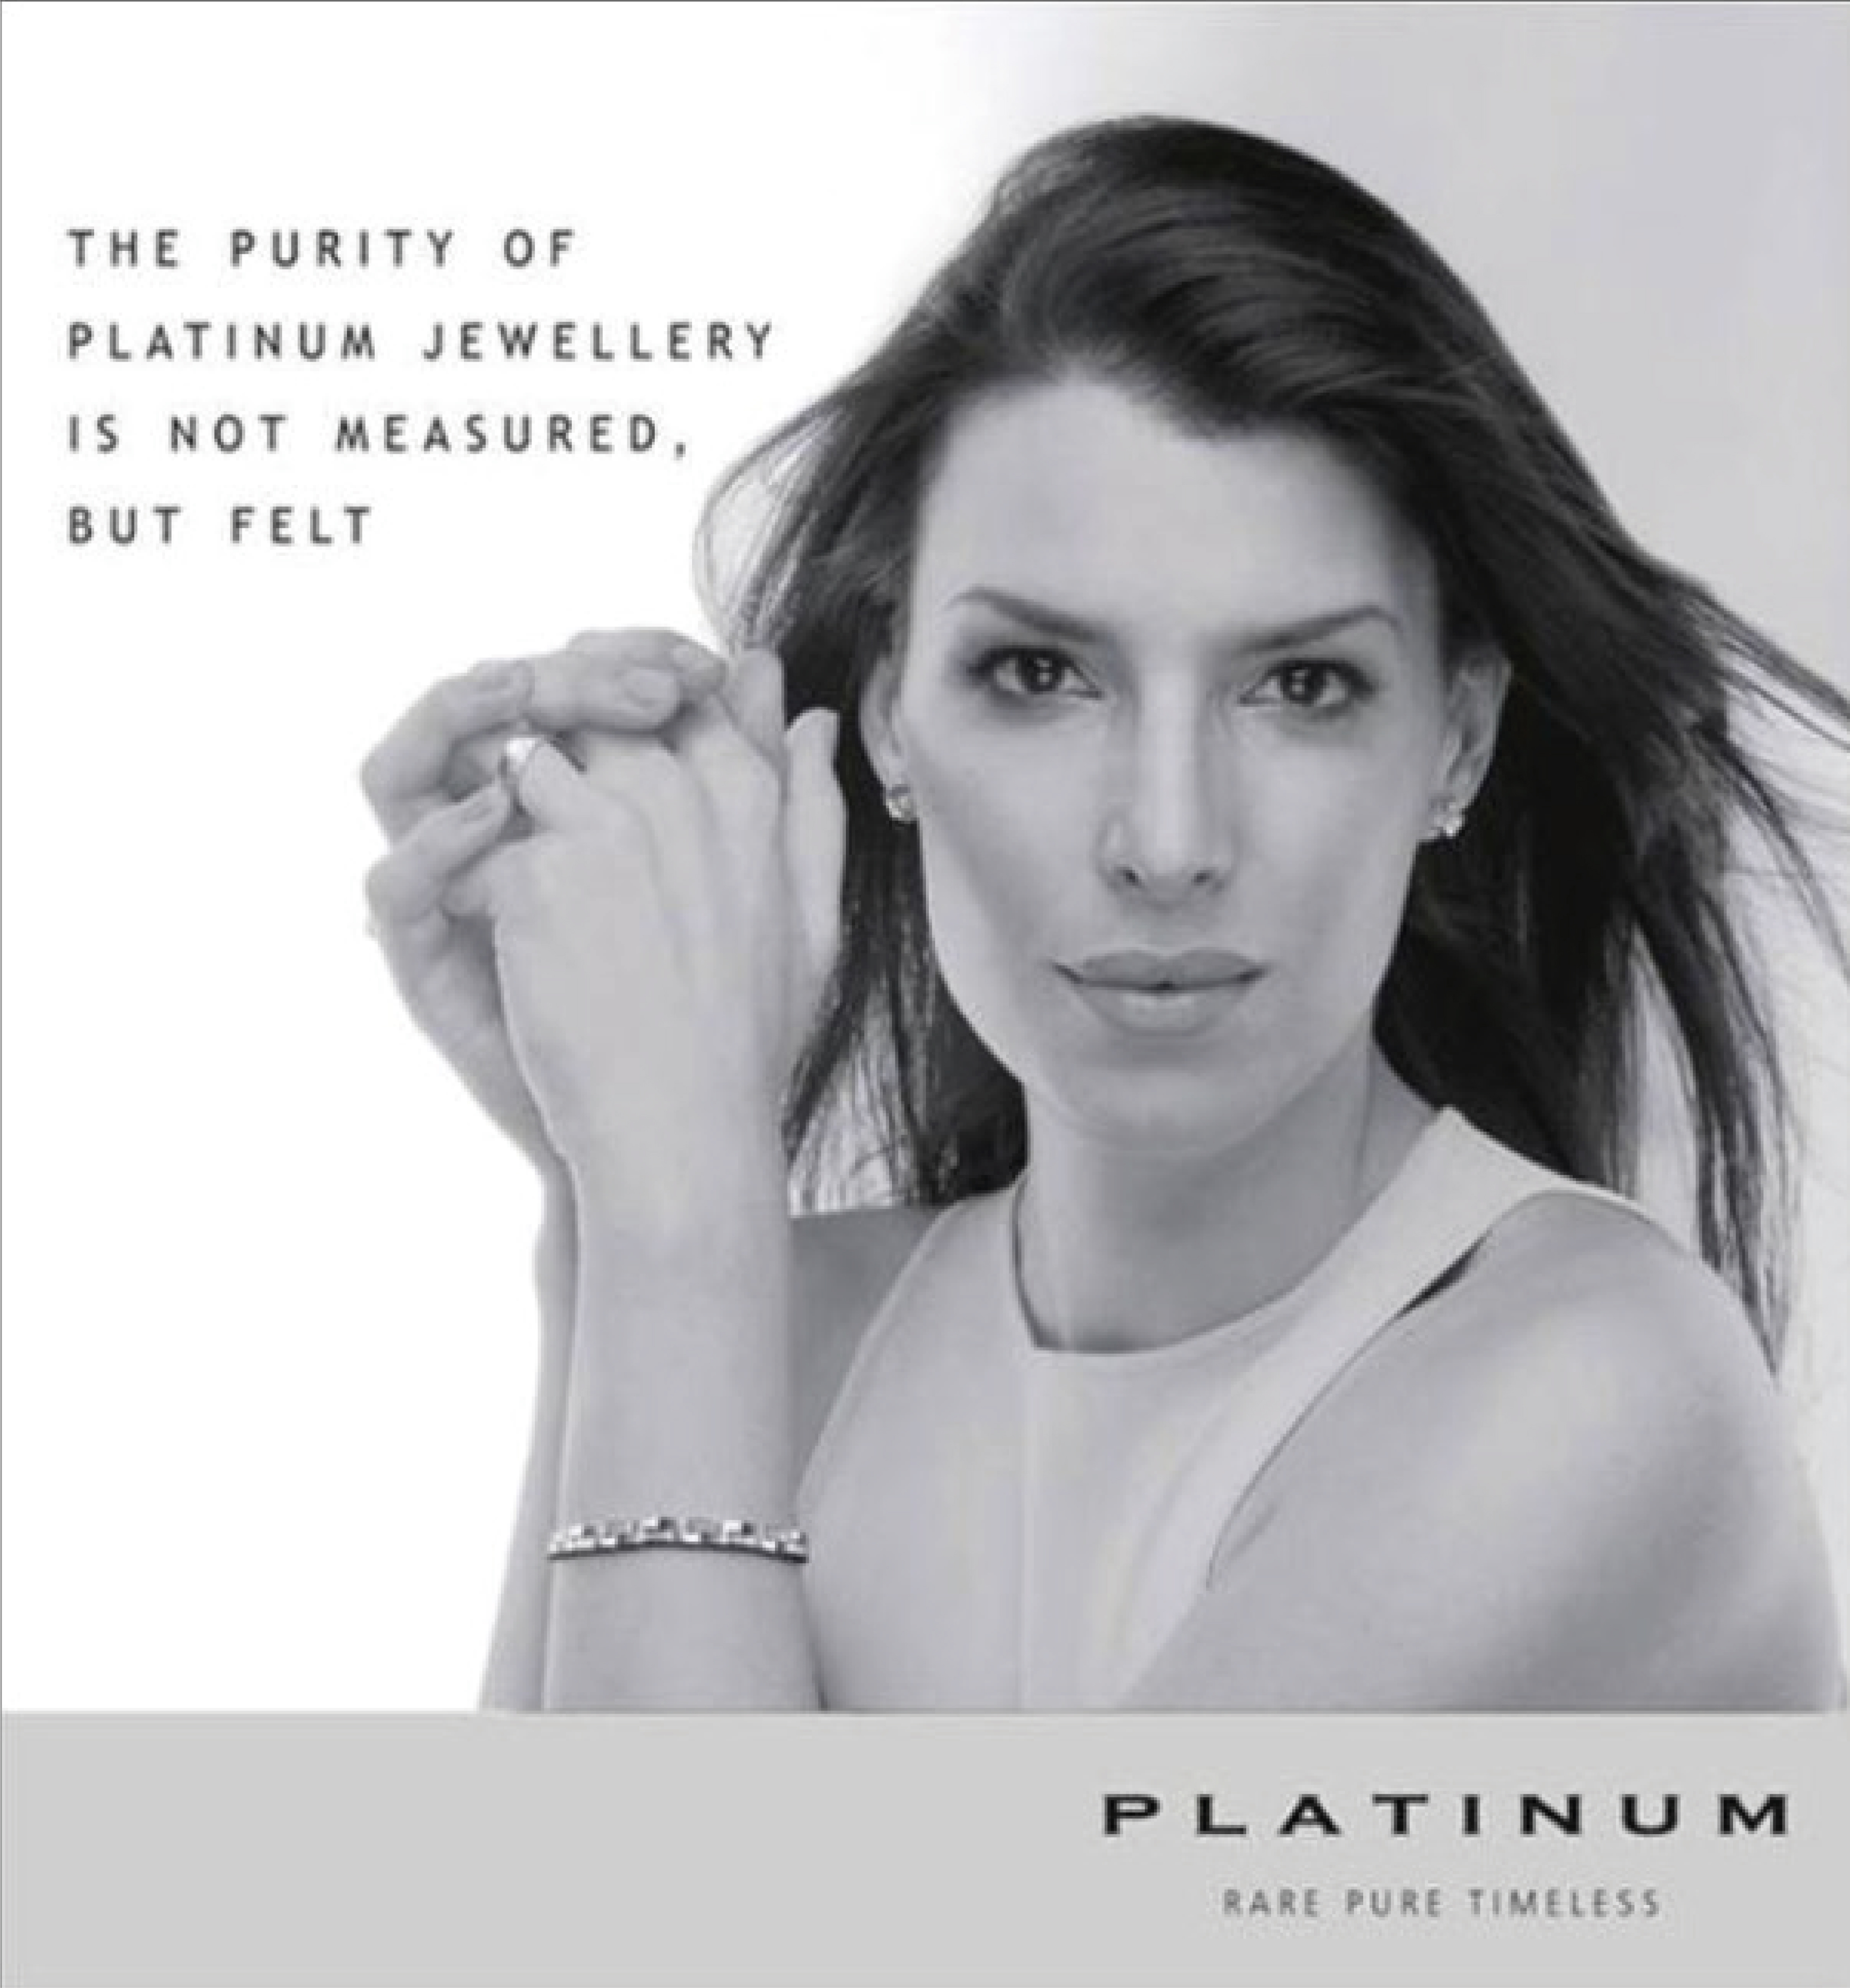 THE PURITY OF
PLATINUM JEWELLERY
IS NOT MEASURED,
BUT FELT
PLATINUM
RARE PURE TIMELESS